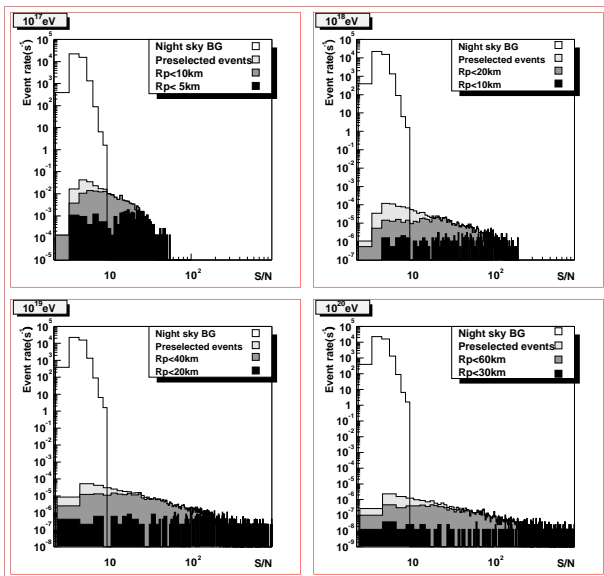 10¹⁷eV
Event rate(s⁻¹)
Night sky BG
Preselected events
Rp<10km
Rp< 5km
10⁵
10⁴
10³
10²
10
1
10⁻¹
10⁻²
10⁻³
10⁻⁴
10⁻⁵
10
10²
S/N
10¹⁸eV
Event rate(s⁻¹)
Night sky BG
Preselected events
Rp<20km
Rp<10km
10⁵
10⁴
10³
10²
10
1
10⁻¹
10⁻²
10⁻³
10⁻⁴
10⁻⁵
10⁻⁶
10⁻⁷
10
10²
S/N
10¹⁹eV
Event rate(s⁻¹)
Night sky BG
Preselected events
Rp<40km
Rp<20km
10⁵
10⁴
10³
10²
10
1
10⁻¹
10⁻²
10⁻³
10⁻⁴
10⁻⁵
10⁻⁶
10⁻⁷
10⁻⁸
10⁻⁹
10
10²
S/N
10²⁰eV
Event rate(s⁻¹)
Night sky BG
Preselected events
Rp<60km
Rp<30km
10⁵
10⁴
10³
10²
10
1
10⁻¹
10⁻²
10⁻³
10⁻⁴
10⁻⁵
10⁻⁶
10⁻⁷
10⁻⁸
10⁻⁹
10
10²
S/N